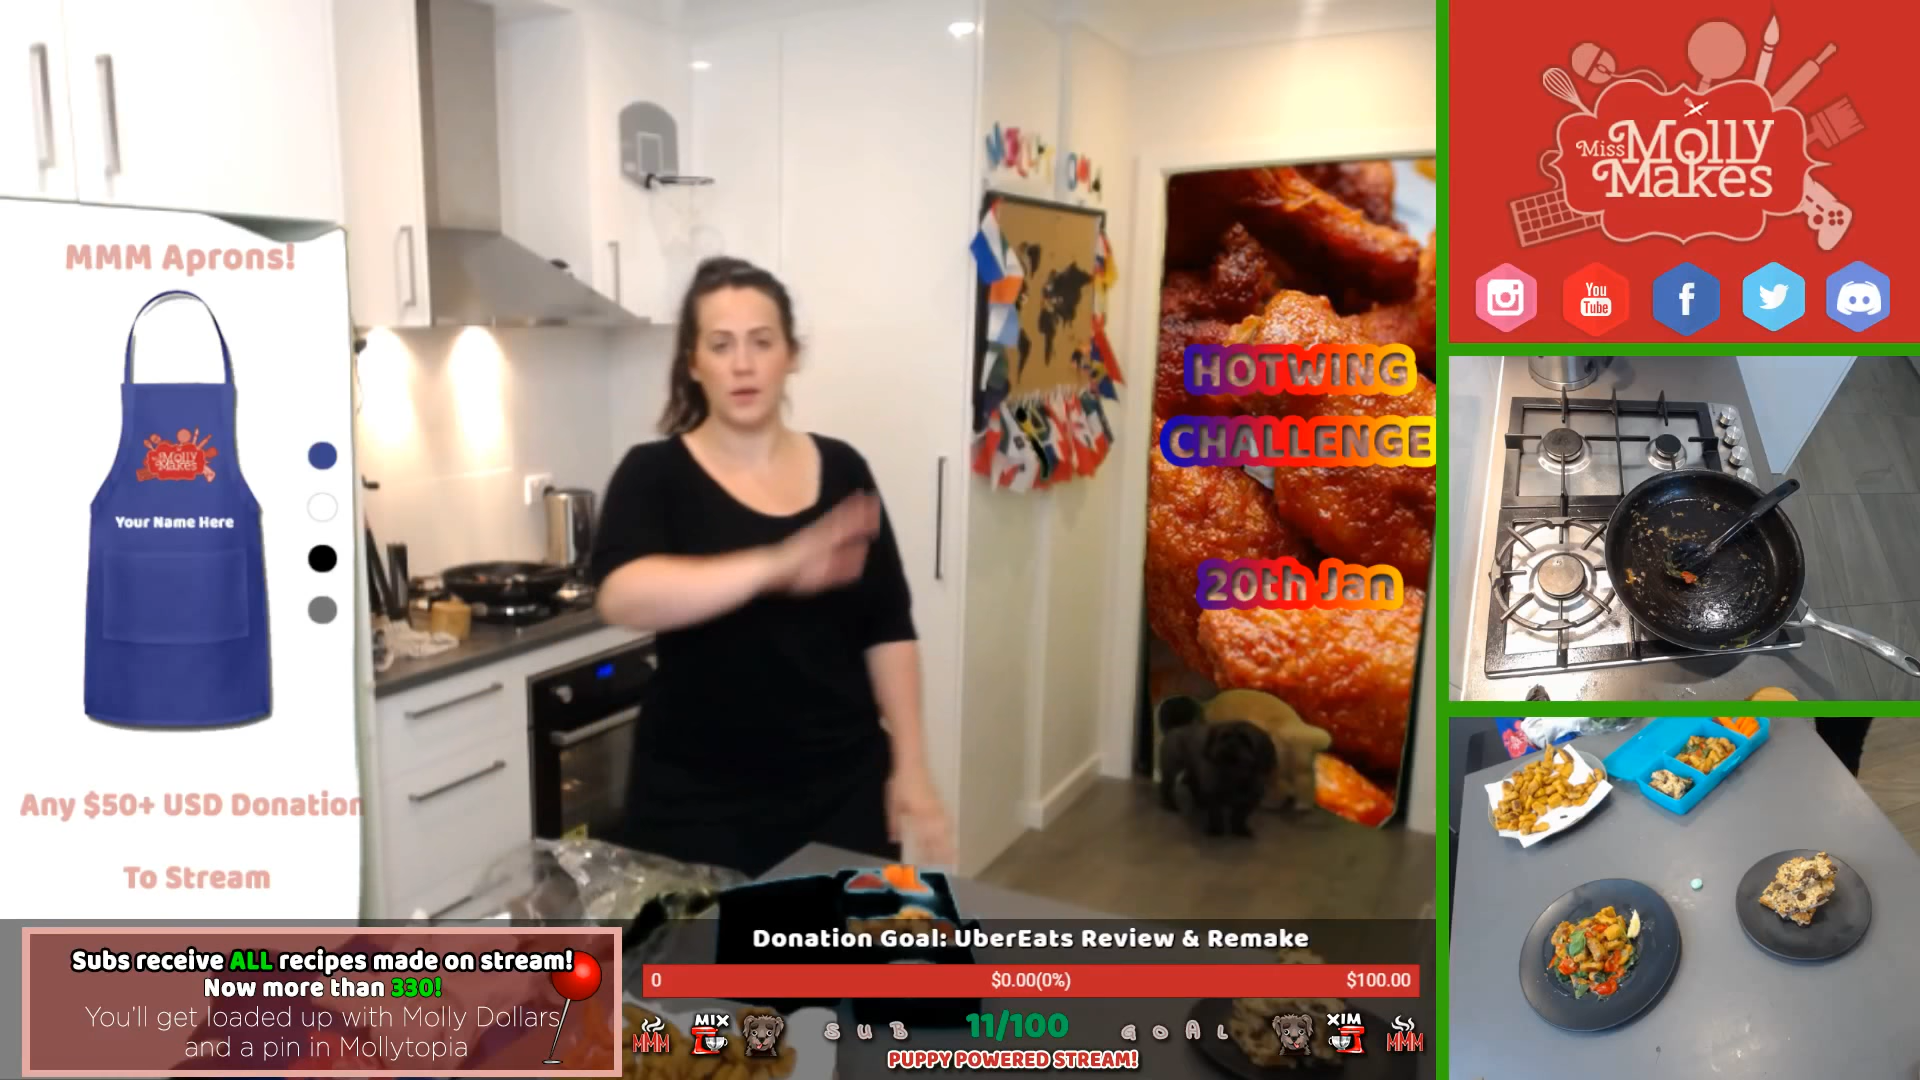 MMM Aprons!
Molly Makes
Your Name Here
Any $50+ USD Donation
To Stream
Subs receive ALL recipes made on stream!
Now more than 330!
You'll get loaded up with Molly Dollars
and a pin in Mollytopia
HOTWING
CHALLENGE
20th Jan
Donation Goal: UberEats Review & Remake
0 $0.00(0%) $100.00
MMM MIX SUB 11/100 GOAL XIM MMM
PUPPY POWERED STREAM!
Miss Molly
Makes
You
Tube